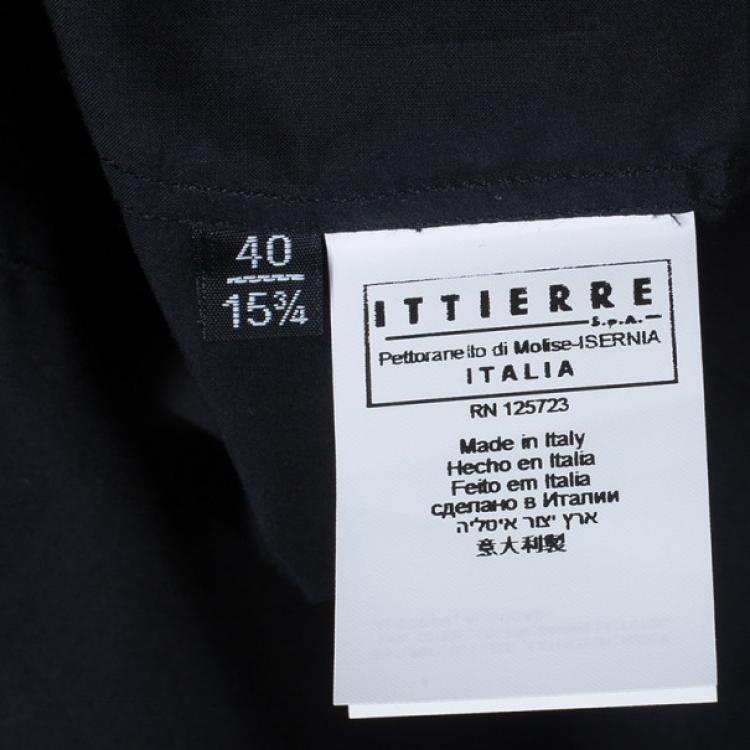 40
15¾
ITTIERRE
S.p.A.
Pettoranello di Molise-ISERNIA
ITALIA
RN 125723
Made in Italy
Hecho en Italia
Feito em Italia
сделано в Италии
ארץ יצור איטליה
意大利製